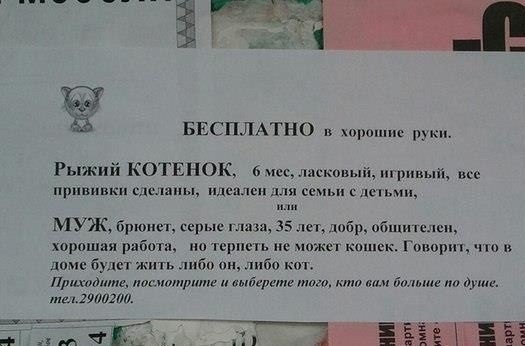 БЕСПЛАТНО в хорошие руки.
Рыжий КОТЕНОК, 6 мес, ласковый, игривый, все
прививки сделаны, идеален для семьи с детьми,
или
МУЖ, брюнет, серые глаза, 35 лет, добр, общителен,
хорошая работа, но терпеть не может кошек. Говорит, что в
доме будет жить либо он, либо кот.
Приходите, посмотрите и выберете того, кто вам больше по душе.
тел.2900200.